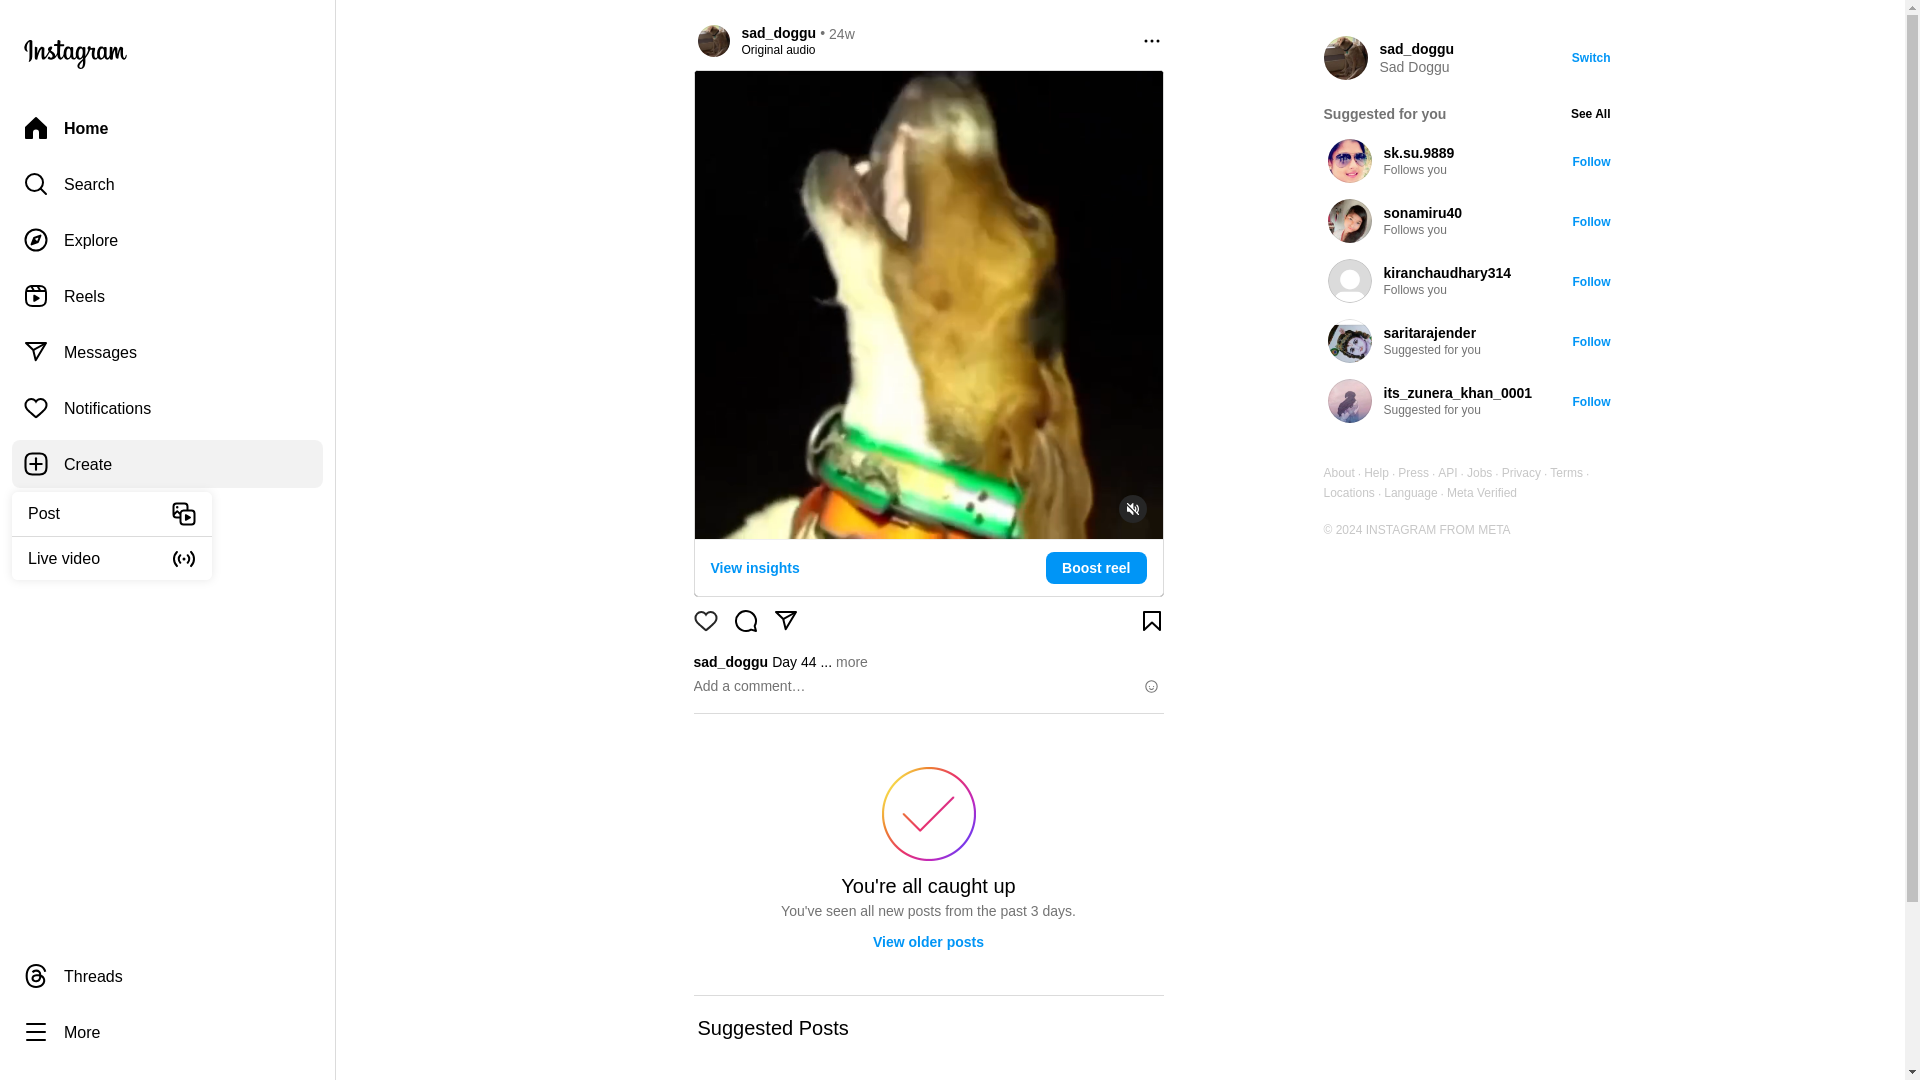 Instagram
Home
Search
Explore
Reels
Messages
Notifications
Create
Post
Live video
Threads
More
sad_doggu • 24w
Original audio
View insights
Boost reel
sad_doggu Day 44 ... more
Add a comment…
You're all caught up
You've seen all new posts from the past 3 days.
View older posts
Suggested Posts
sad_doggu
Sad Doggu
Switch
Suggested for you
See All
sk.su.9889
Follows you
Follow
sonamiru40
Follows you
Follow
kiranchaudhary314
Follows you
Follow
saritarajender
Suggested for you
Follow
its_zunera_khan_0001
Suggested for you
Follow
About · Help · Press · API · Jobs · Privacy · Terms ·
Locations · Language · Meta Verified
© 2024 INSTAGRAM FROM META